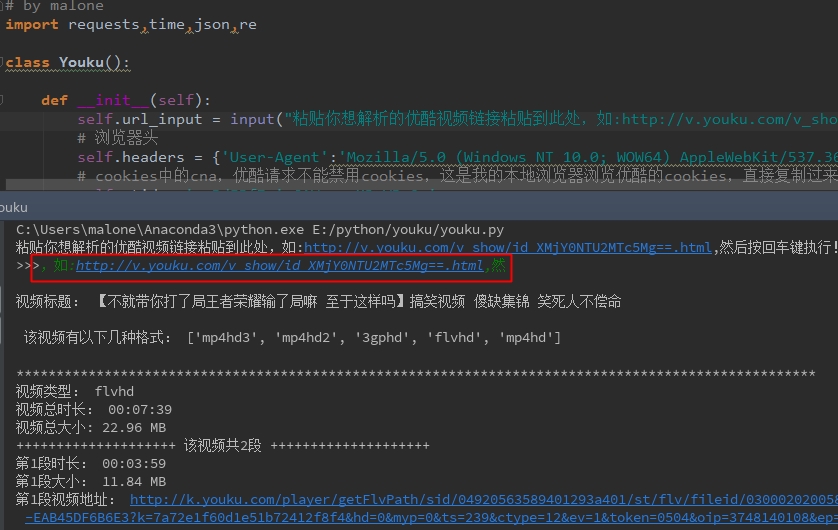 # by malone
import requests,time,json,re
class Youku():
def __init__(self):
self.url_input = input("粘贴你想解析的优酷视频链接粘贴到此处，如:http://v.youku.com/v_sho
# 浏览器头
self.headers = {'User-Agent':'Mozilla/5.0 (Windows NT 10.0; WOW64) AppleWebKit/537.36
# cookies中的cna，优酷请求不能禁用cookies，这是我的本地浏览器浏览优酷的cookies，直接复制过来
ouku
C:\Users\malone\Anaconda3\python.exe E:/python/youku/youku.py
粘贴你想解析的优酷视频链接粘贴到此处，如:http://v.youku.com/v_show/id_XMjY0NTU2MTc5Mg==.html,然后按回车键执行!
>>>，如:http://v.youku.com/v_show/id_XMjY0NTU2MTc5Mg==.html,然
视频标题： 【不就带你打了局王者荣耀输了局嘛 至于这样吗】搞笑视频 傻缺集锦 笑死人不偿命
该视频有以下几种格式： ['mp4hd3', 'mp4hd2', '3gphd', 'flvhd', 'mp4hd']
****************************************************************************************************
视频类型： flvhd
视频总时长： 00:07:39
视频总大小: 22.96 MB
++++++++++++++++++++ 该视频共2段 ++++++++++++++++++++
第1段时长： 00:03:59
第1段大小： 11.84 MB
第1段视频地址： http://k.youku.com/player/getFlvPath/sid/04920563589401293a401/st/flv/fileid/03000202005
-EAB45DF6B6E3?k=7a72e1f60d1e51b72412f8f4&hd=0&myp=0&ts=239&ctype=12&ev=1&token=0504&oip=3748140108&ep